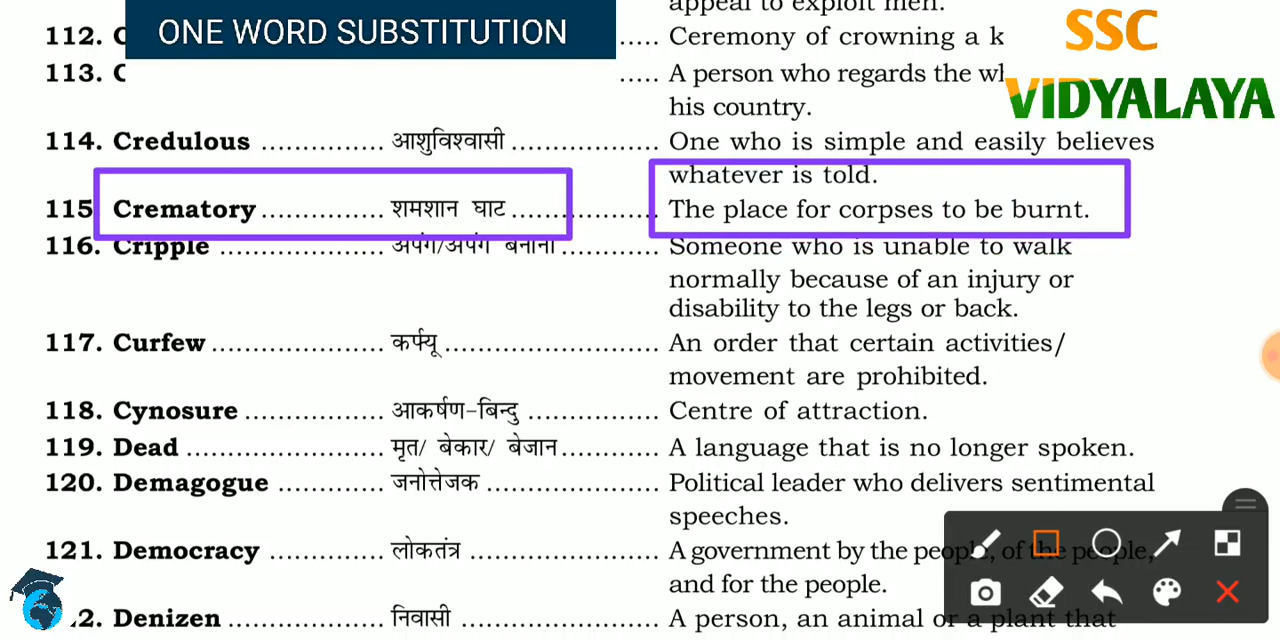 appeal to exploit men.
ONE WORD SUBSTITUTION
SSC
VIDYALAYA
112. C ..... Ceremony of crowning a k
113. C ..... A person who regards the
his country.
114. Credulous .............. आशुविश्वासी ................. One who is simple and easily believes
whatever is told.
115. Crematory .............. शमशान घाट ................. The place for corpses to be burnt.
116. Cripple ................... अपंग/अपंग बनाना ............ Someone who is unable to walk
normally because of an injury or
disability to the legs or back.
117. Curfew .................... कर्फ्यू ......................... An order that certain activities/
movement are prohibited.
118. Cynosure ................ आकर्षण-बिन्दु ............... Centre of attraction.
119. Dead ....................... मृत/ बेकार/ बेजान ............ A language that is no longer spoken.
120. Demagogue ............ जनोत्तेजक .................... Political leader who delivers sentimental
speeches.
121. Democracy ............. लोकतंत्र ...................... A government by the people, of the people,
and for the people.
2. Denizen .................. निवासी ....................... A person, an animal or a plant that